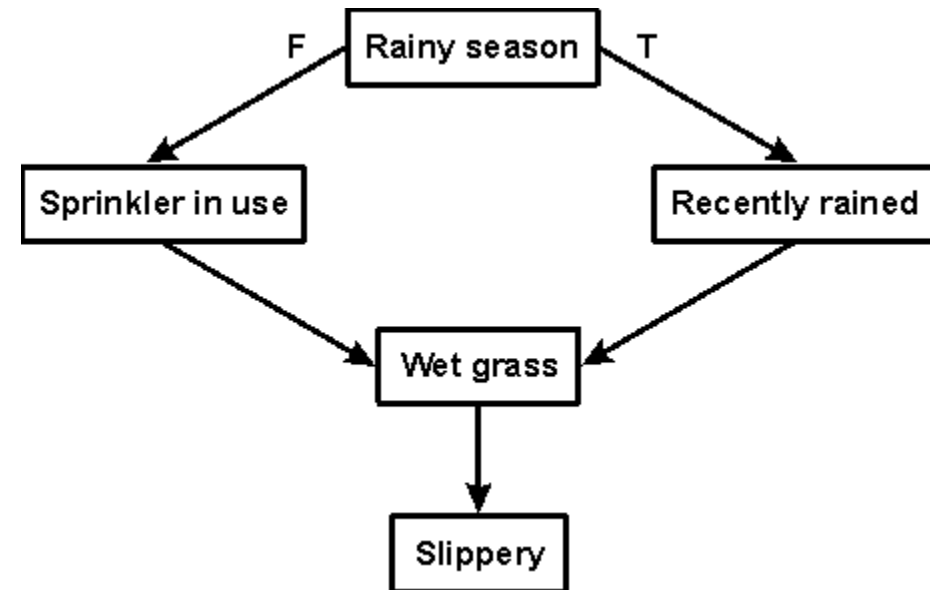 F
Rainy season
T
Sprinkler in use
Recently rained
Wet grass
Slippery